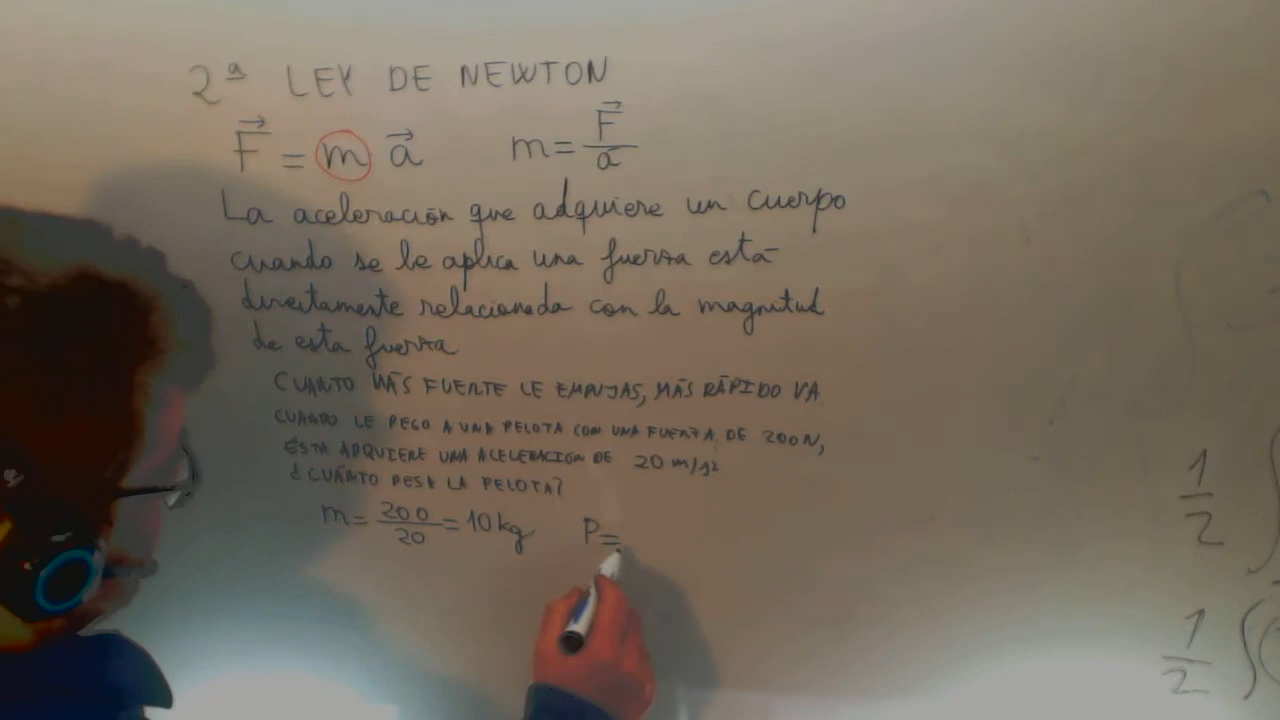 2ª LEY DE NEWTON
F = m a m = F / a
La aceleración que adquiere un cuerpo
cuando se le aplica una fuerza está
directamente relacionada con la magnitud
de esta fuerza
CUANTO MÁS FUERTE LE EMPUJAS, MÁS RÁPIDO VA
CUANDO LE PEGO A UNA PELOTA CON UNA FUERZA DE 200N,
ÉSTA ADQUIERE UNA ACELERACIÓN DE 20 m/s²
¿CUÁNTO PESA LA PELOTA?
m = 200 / 20 = 10 kg P =
1/2 ∫
1/2 ∫